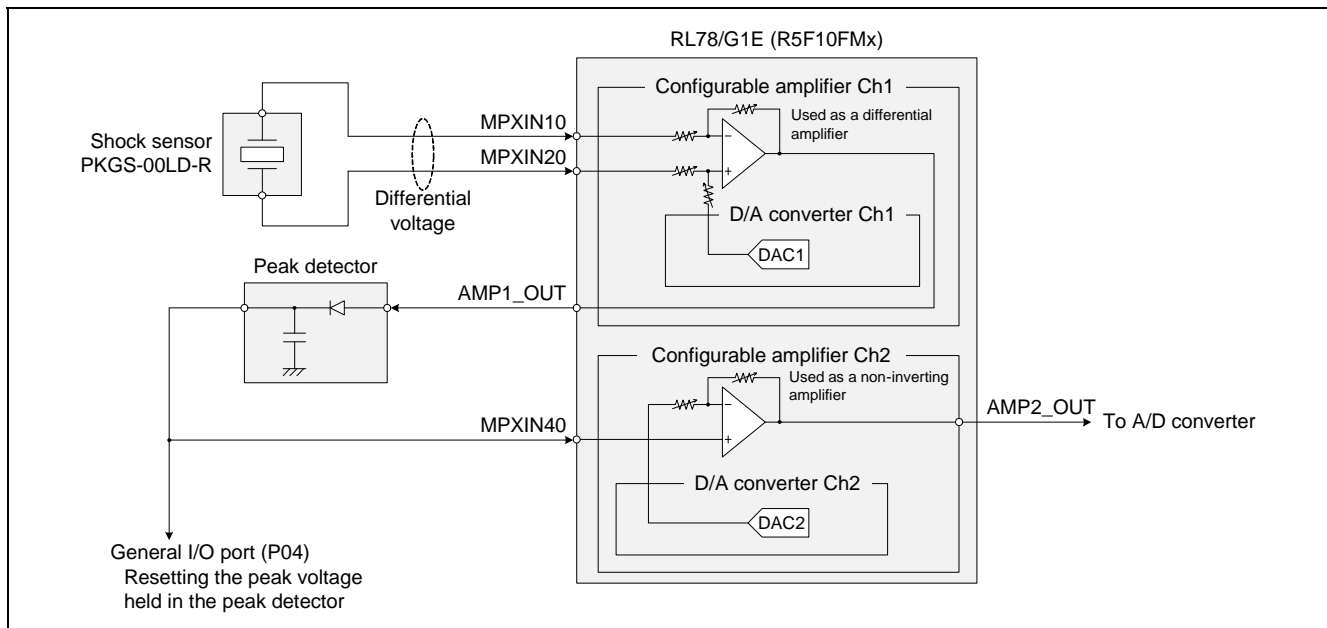 RL78/G1E (R5F10FMx)
Configurable amplifier Ch1
Used as a differential
amplifier
Shock sensor
PKGS-00LD-R
MPXIN10
MPXIN20
Differential
voltage
D/A converter Ch1
DAC1
Peak detector
AMP1_OUT
Configurable amplifier Ch2
Used as a non-inverting
amplifier
AMP2_OUT
To A/D converter
MPXIN40
D/A converter Ch2
DAC2
General I/O port (P04)
Resetting the peak voltage
held in the peak detector